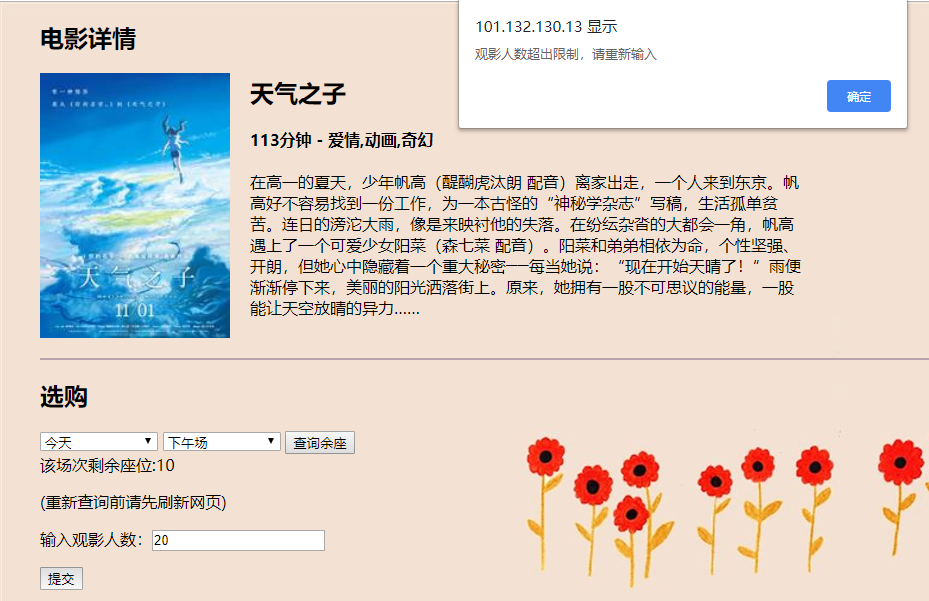 电影详情
101.132.130.13 显示
观影人数超出限制，请重新输入
确定
天气之子
11 01
天气之子
113分钟 - 爱情,动画,奇幻
在高一的夏天，少年帆高（醍醐虎汰朗 配音）离家出走，一个人来到东京。帆
高好不容易找到一份工作，为一本古怪的“神秘学杂志”写稿，生活孤单贫
苦。连日的滂沱大雨，像是来映衬他的失落。在纷纭杂沓的大都会一角，帆高
遇上了一个可爱少女阳菜（森七菜 配音）。阳菜和弟弟相依为命，个性坚强、
开朗，但她心中隐藏着一个重大秘密──每当她说：“现在开始天晴了！”雨便
渐渐停下来，美丽的阳光洒落街上。原来，她拥有一股不可思议的能量，一股
能让天空放晴的异力......
选购
今天 下午场 查询余座
该场次剩余座位:10
(重新查询前请先刷新网页)
输入观影人数：20
提交